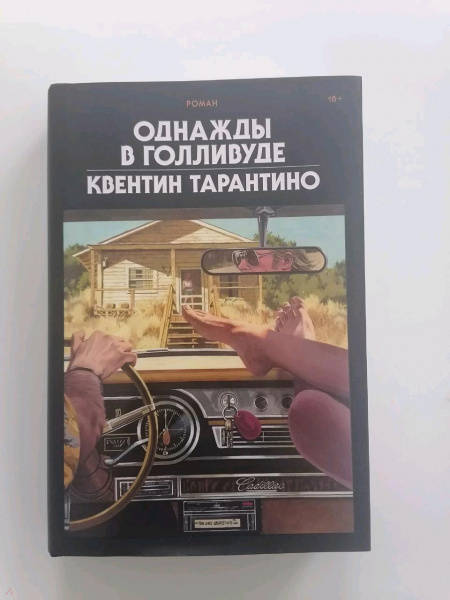 РОМАН
18+
ОДНАЖДЫ
В ГОЛЛИВУДЕ
КВЕНТИН ТАРАНТИНО
Cadillac